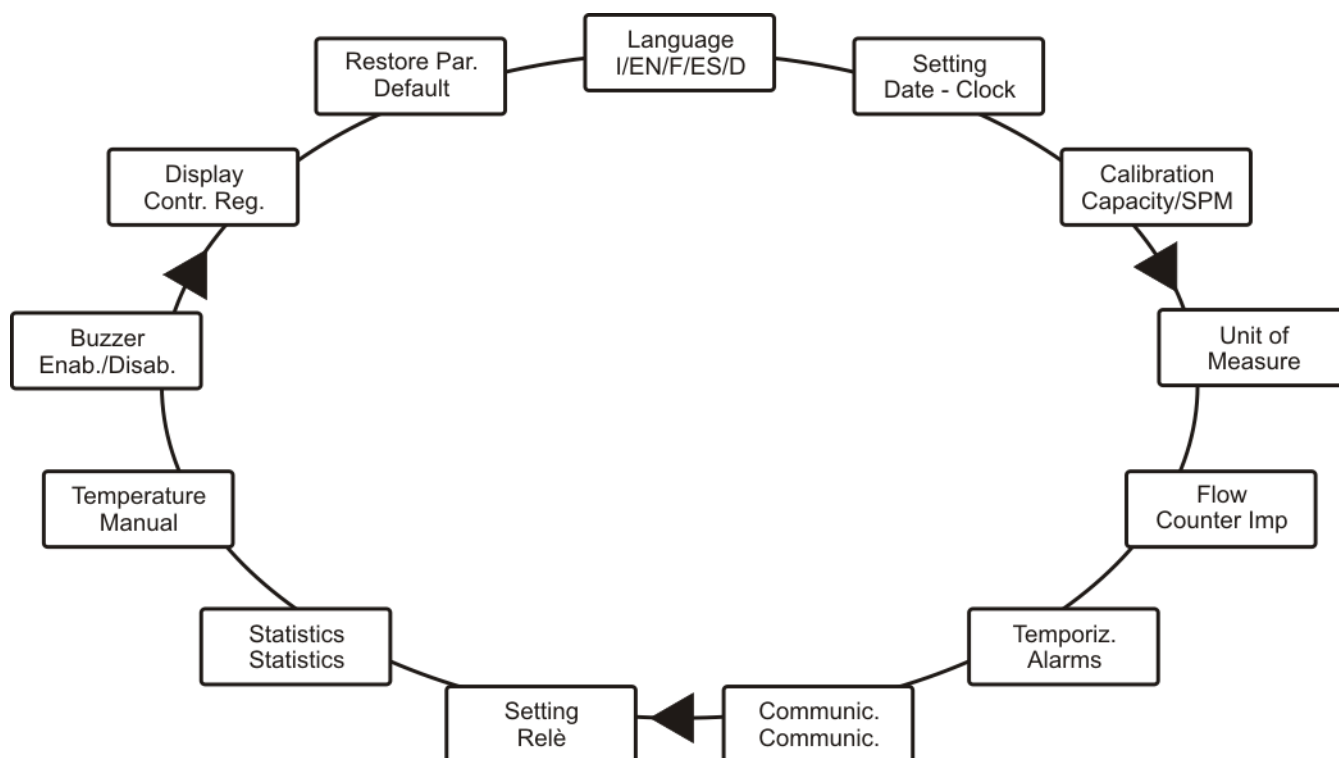 Language
I/EN/F/ES/D
Setting
Date - Clock
Calibration
Capacity/SPM
Unit of
Measure
Flow
Counter Imp
Temporiz.
Alarms
Communic.
Communic.
Setting
Relè
Statistics
Statistics
Temperature
Manual
Buzzer
Enab./Disab.
Display
Contr. Reg.
Restore Par.
Default